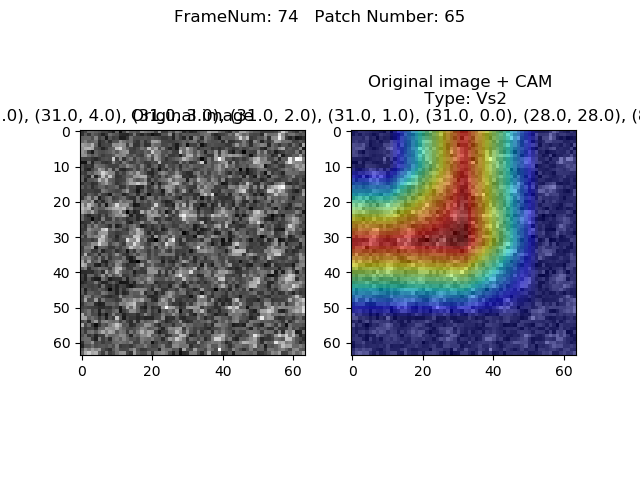 FrameNum: 74   Patch Number: 65
Original image + CAM
Type: Vs2
.0), (31.0, 4.0), (31.0, 3.0), (31.0, 2.0), (31.0, 1.0), (31.0, 0.0), (28.0, 28.0), (8
Original image
0
10
20
30
40
50
60
0 20 40 60
0
10
20
30
40
50
60
0 20 40 60